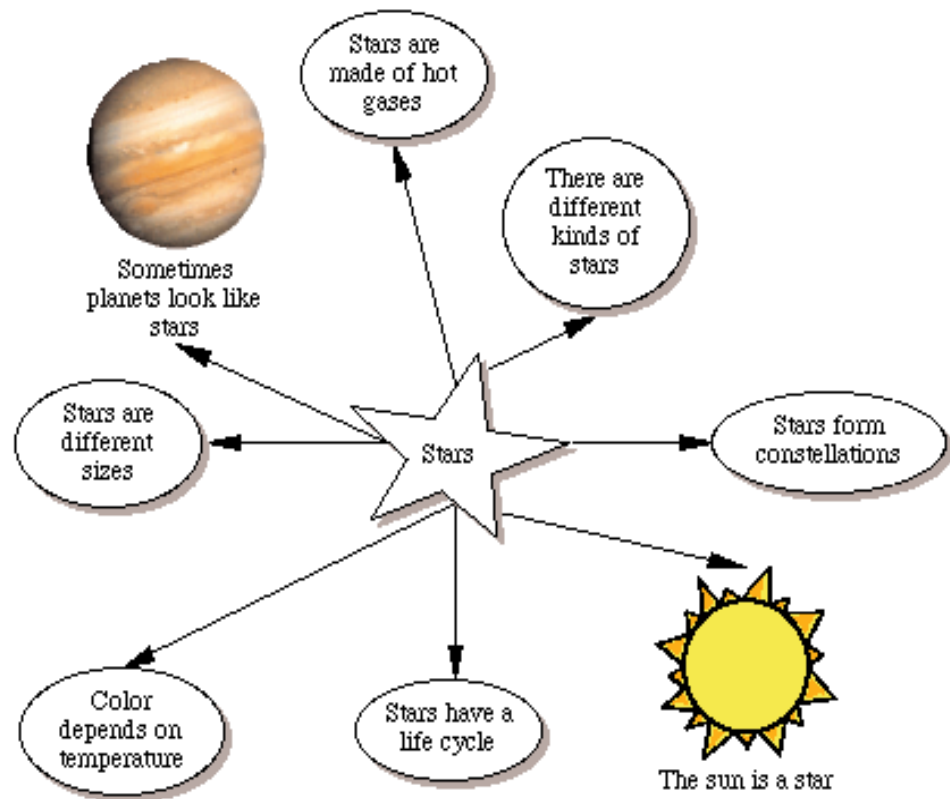 Stars are
made of hot
gases
There are
different
kinds of
stars
Sometimes
planets look like
stars
Stars are
different
sizes
Stars
Stars form
constellations
Color
depends on
temperature
Stars have a
life cycle
The sun is a star